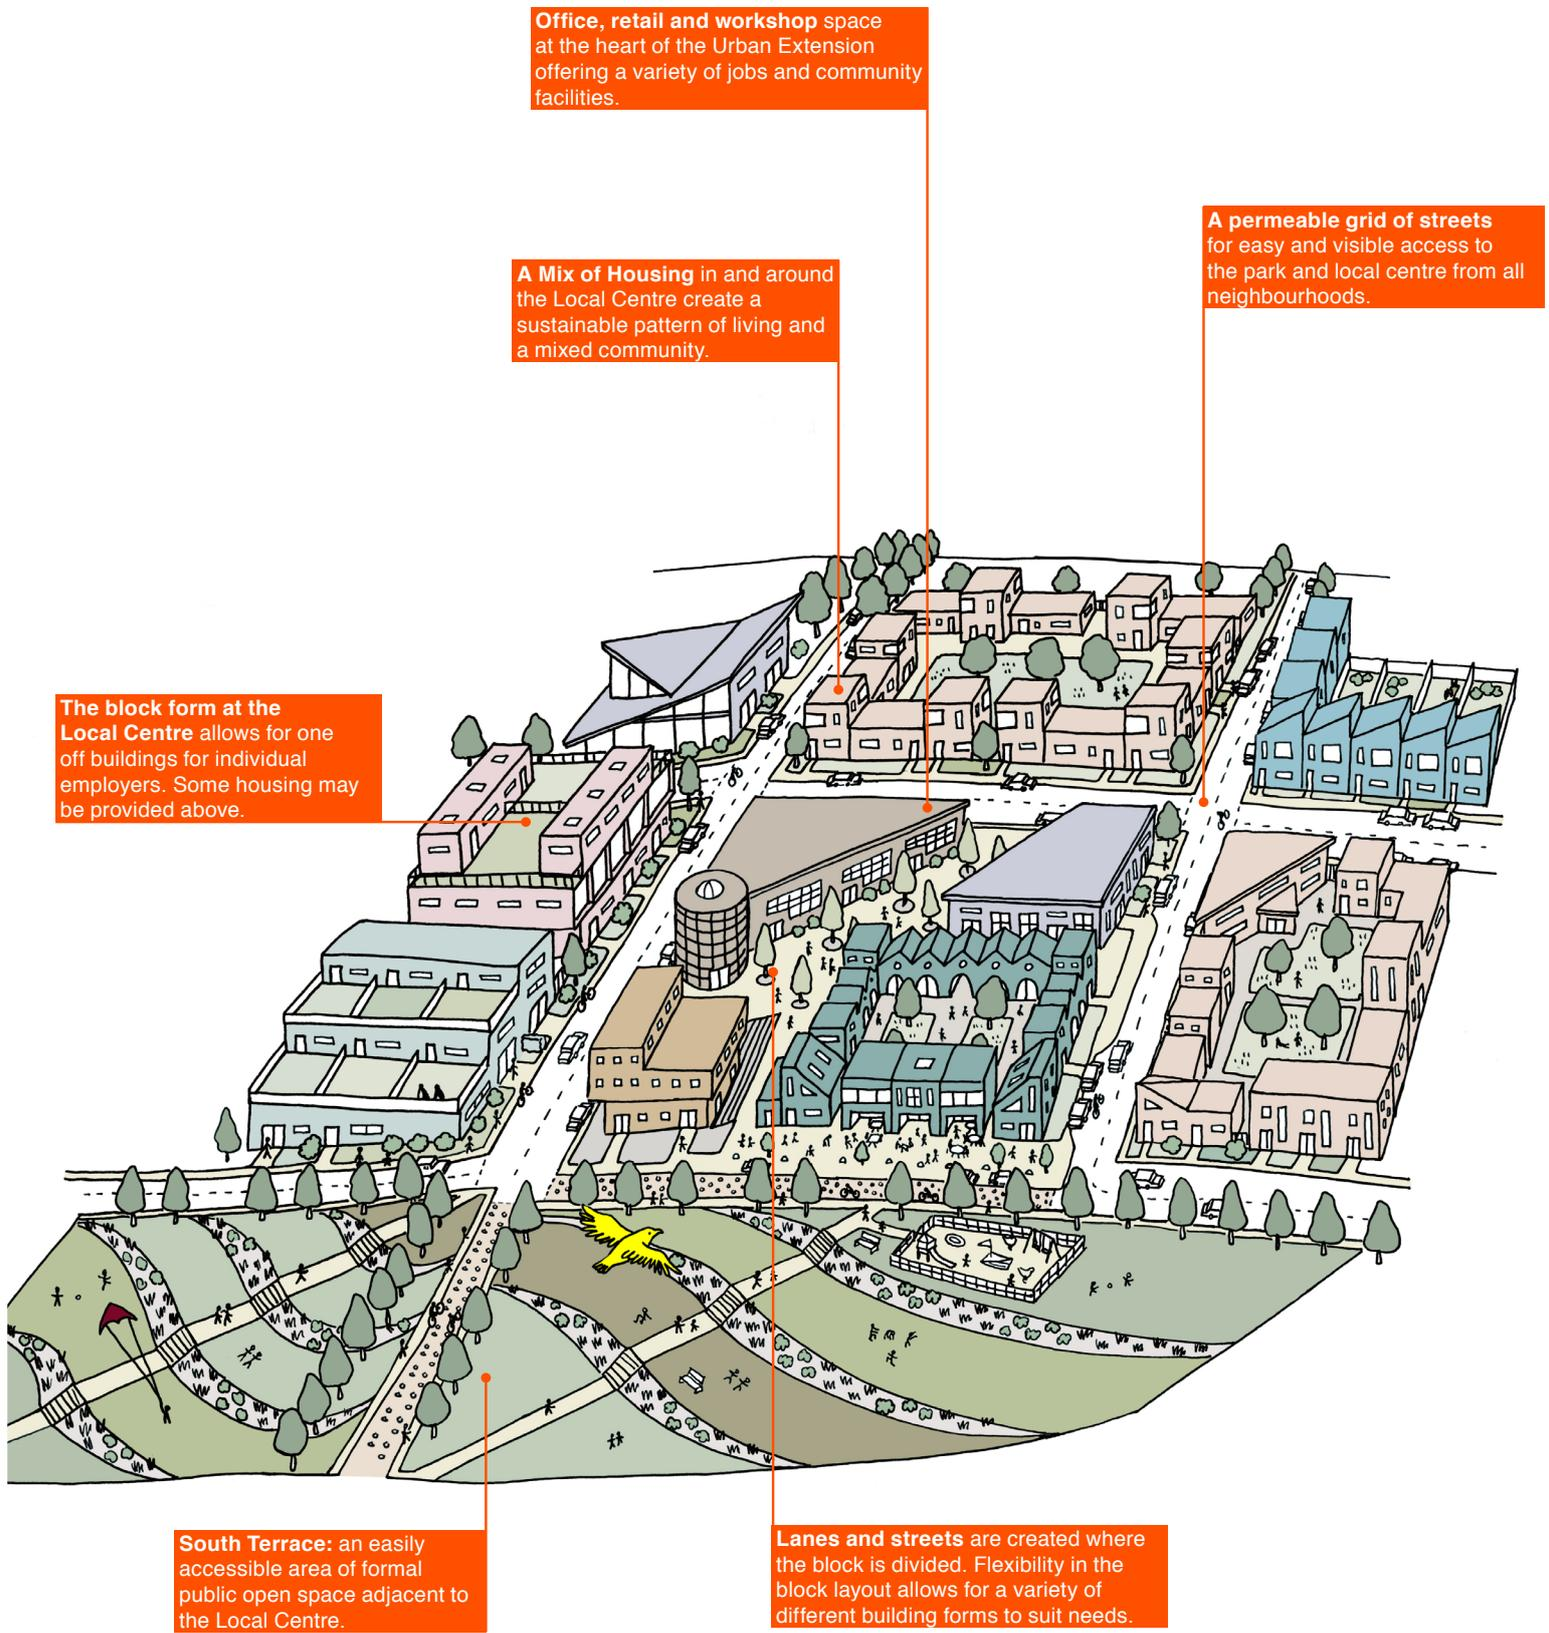 Office, retail and workshop space
at the heart of the Urban Extension
offering a variety of jobs and community
facilities.
A permeable grid of streets
for easy and visible access to
the park and local centre from all
neighbourhoods.
A Mix of Housing in and around
the Local Centre create a
sustainable pattern of living and
a mixed community.
The block form at the
Local Centre allows for one
off buildings for individual
employers. Some housing may
be provided above.
South Terrace: an easily
accessible area of formal
public open space adjacent to
the Local Centre.
Lanes and streets are created where
the block is divided. Flexibility in the
block layout allows for a variety of
different building forms to suit needs.